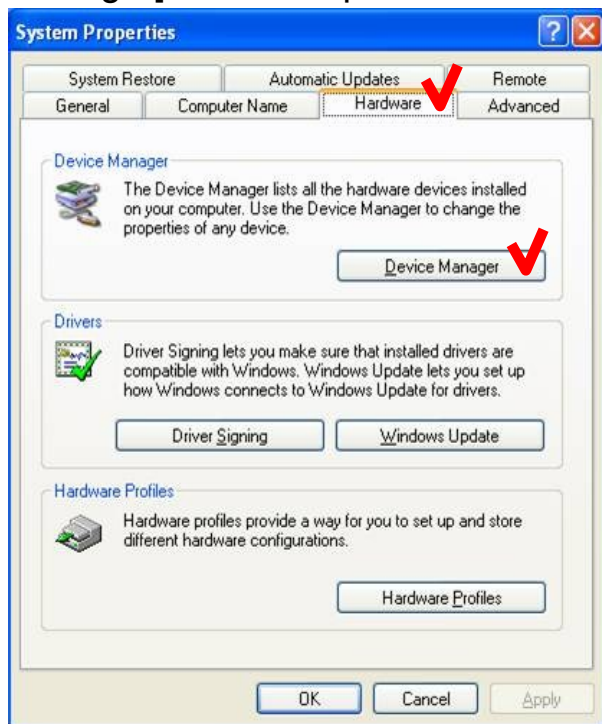 System Properties
System Restore Automatic Updates Remote
General Computer Name Hardware Advanced
Device Manager
The Device Manager lists all the hardware devices installed
on your computer. Use the Device Manager to change the
properties of any device.
Device Manager
Drivers
Driver Signing lets you make sure that installed drivers are
compatible with Windows. Windows Update lets you set up
how Windows connects to Windows Update for drivers.
Driver Signing Windows Update
Hardware Profiles
Hardware profiles provide a way for you to set up and store
different hardware configurations.
Hardware Profiles
OK Cancel Apply